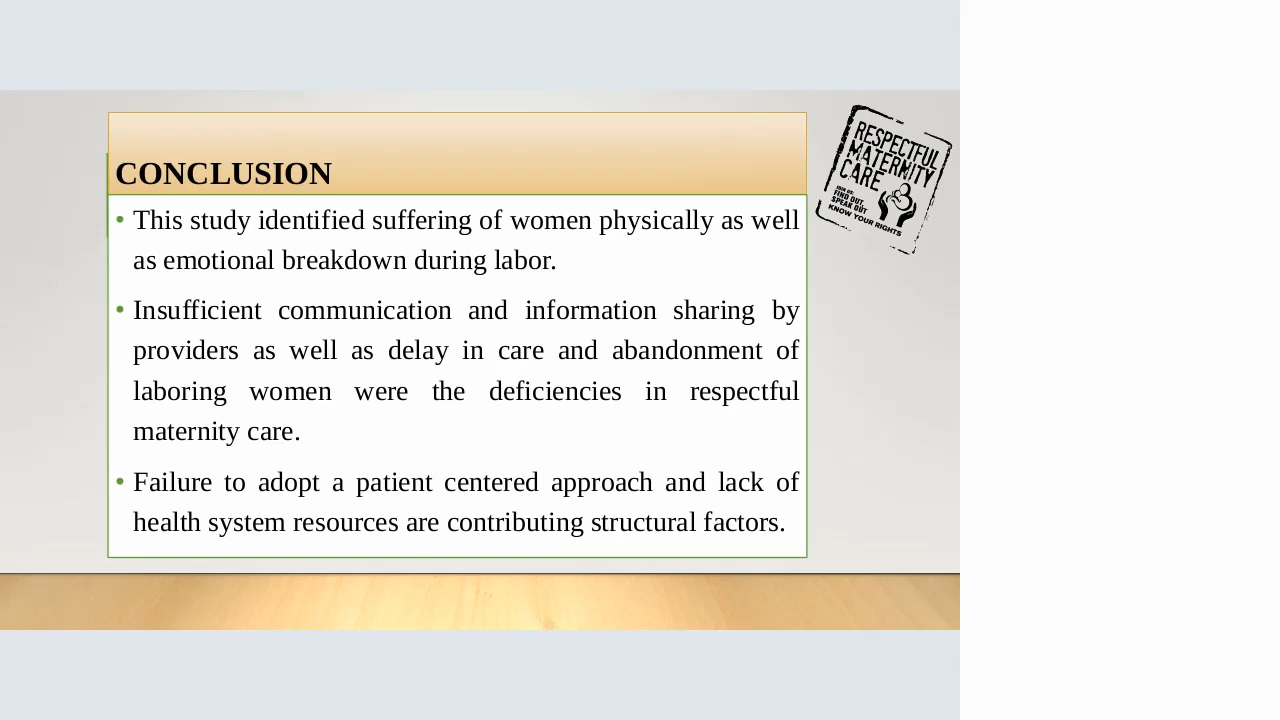 CONCLUSION
• This study identified suffering of women physically as well
as emotional breakdown during labor.
• Insufficient communication and information sharing by
providers as well as delay in care and abandonment of
laboring women were the deficiencies in respectful
maternity care.
• Failure to adopt a patient centered approach and lack of
health system resources are contributing structural factors.
RESPECTFUL
MATERNITY
CARE
JOIN US:
FIND OUT
SPEAK OUT
KNOW YOUR RIGHTS